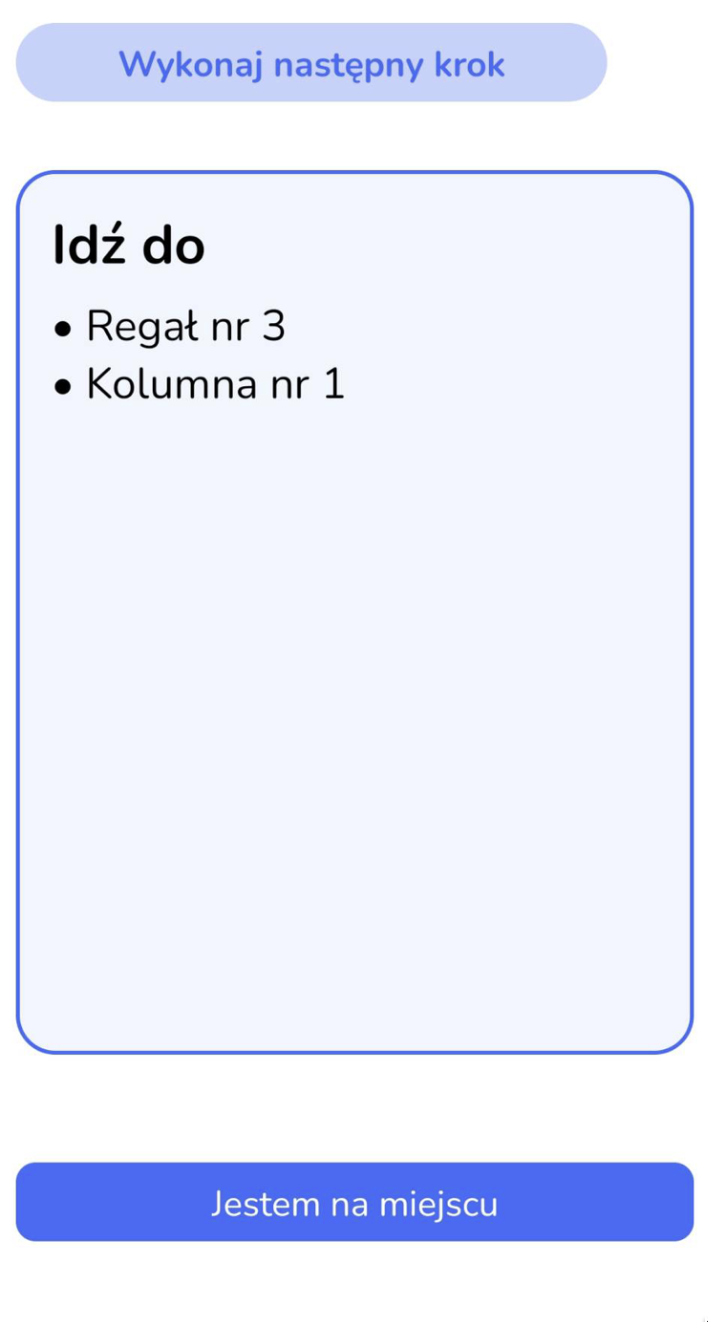 Wykonaj następny krok
Idź do
• Regał nr 3
• Kolumna nr 1
Jestem na miejscu